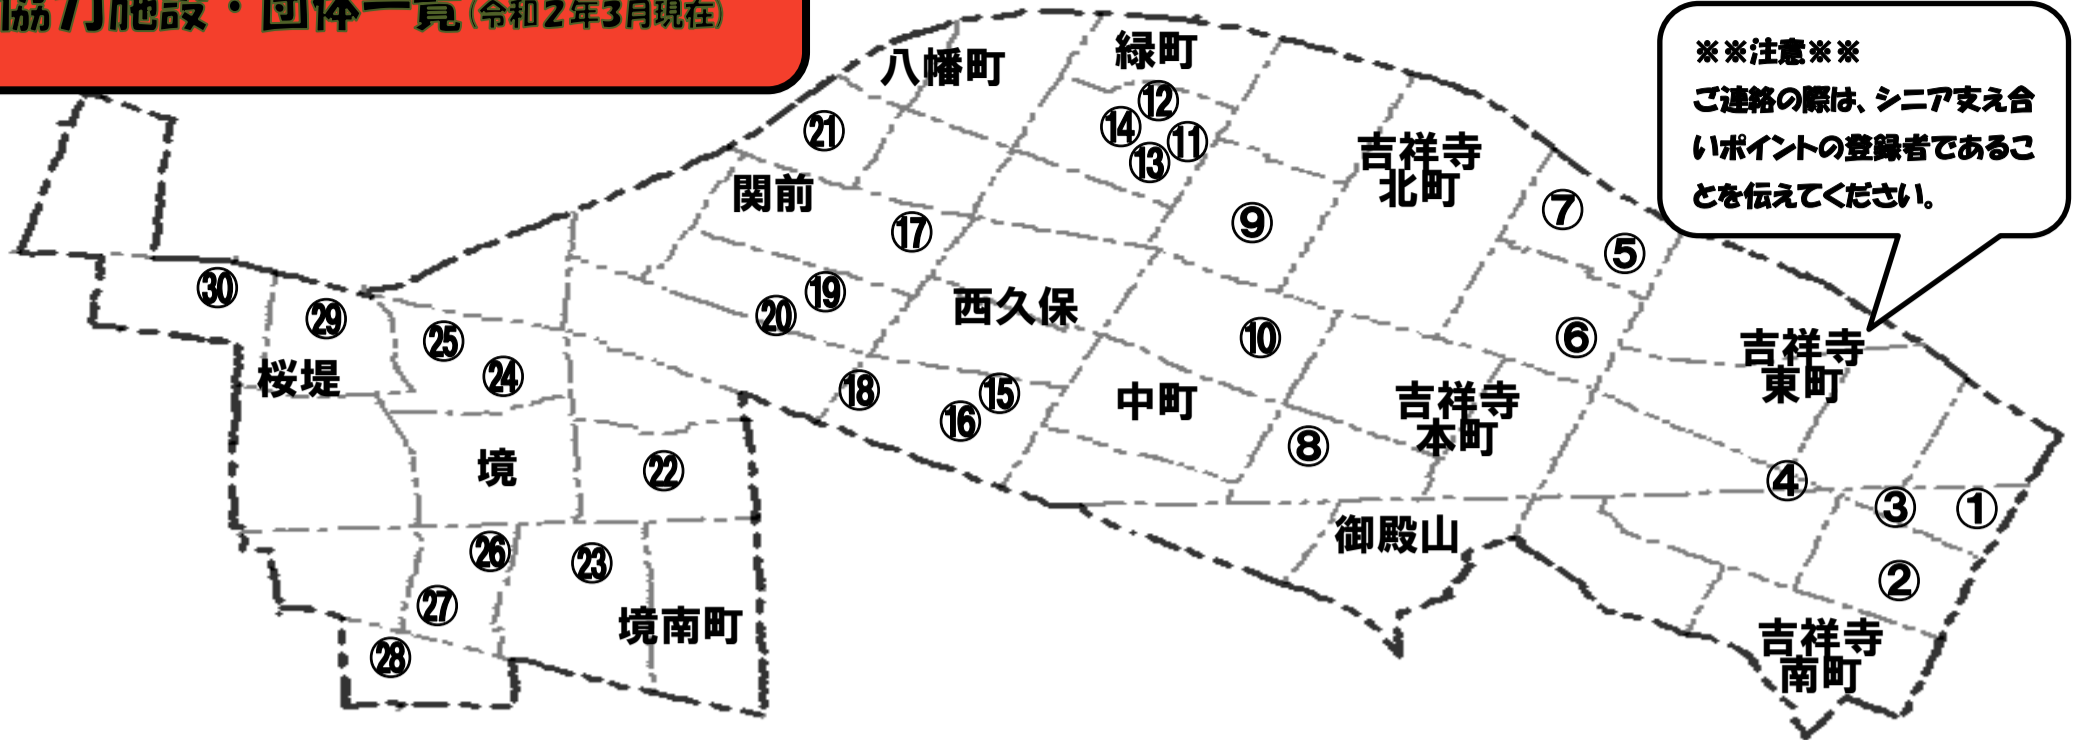 協力施設・団体一覧(令和2年3月現在)
※※注意※※
ご連絡の際は、シニア支え合
いポイントの登録者であるこ
とを伝えてください。
八幡町
緑町
⑫
⑭
⑪
⑬
㉑
吉祥寺
北町
関前
⑦
⑨
⑰
⑤
㉚
⑲
㉙
⑳
西久保
⑩
⑥
㉕
㉔
桜堤
吉祥寺
東町
⑱
⑮
⑯
中町
吉祥寺
本町
⑧
境
㉒
④
③
①
御殿山
㉖
㉓
②
㉗
境南町
㉘
吉祥寺
南町